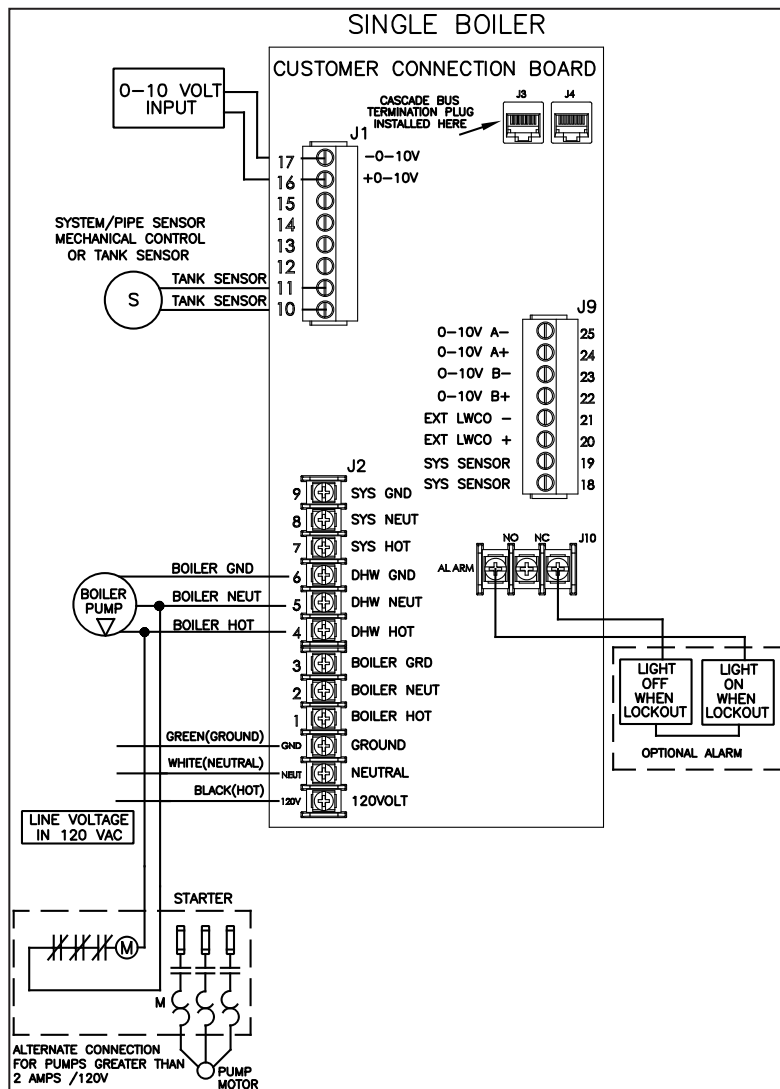 SINGLE BOILER
CUSTOMER CONNECTION BOARD
0-10 VOLT
INPUT
CASCADE BUS
TERMINATION PLUG
INSTALLED HERE
J3
J4
J1
17
-0-10V
16
+0-10V
15
14
13
12
11
10
SYSTEM/PIPE SENSOR
MECHANICAL CONTROL
OR TANK SENSOR
S
TANK SENSOR
TANK SENSOR
J9
0-10V A-
25
0-10V A+
24
0-10V B-
23
0-10V B+
22
EXT LWCO -
21
EXT LWCO +
20
SYS SENSOR
19
SYS SENSOR
18
J2
9
SYS GND
8
SYS NEUT
7
SYS HOT
BOILER GND
6
DHW GND
BOILER NEUT
5
DHW NEUT
BOILER HOT
4
DHW HOT
BOILER
PUMP
3
BOILER GRD
2
BOILER NEUT
1
BOILER HOT
GREEN(GROUND)
GND
GROUND
WHITE(NEUTRAL)
NEUT
NEUTRAL
BLACK(HOT)
120V
120VOLT
LINE VOLTAGE
IN 120 VAC
ALARM
NO
NC
J10
LIGHT
OFF
WHEN
LOCKOUT
LIGHT
ON
WHEN
LOCKOUT
OPTIONAL ALARM
STARTER
M
M
ALTERNATE CONNECTION
FOR PUMPS GREATER THAN
2 AMPS /120V
PUMP
MOTOR